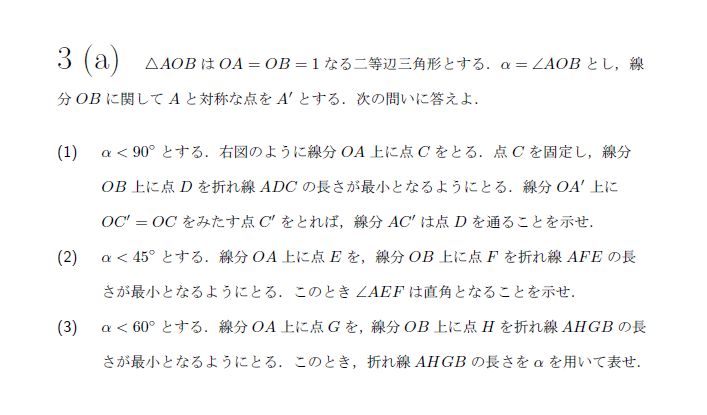 3 (a) △AOB は OA = OB = 1 なる二等辺三角形とする．α = ∠AOB とし，線
分 OB に関して A と対称な点を A′ とする．次の問いに答えよ．
(1) α < 90° とする．右図のように線分 OA 上に点 C をとる．点 C を固定し，線分
OB 上に点 D を折れ線 ADC の長さが最小となるようにとる．線分 OA′ 上に
OC′ = OC をみたす点 C′ をとれば，線分 AC′ は点 D を通ることを示せ．
(2) α < 45° とする．線分 OA 上に点 E を，線分 OB 上に点 F を折れ線 AFE の長
さが最小となるようにとる．このとき ∠AEF は直角となることを示せ．
(3) α < 60° とする．線分 OA 上に点 G を，線分 OB 上に点 H を折れ線 AHGB の長
さが最小となるようにとる．このとき，折れ線 AHGB の長さを α を用いて表せ．